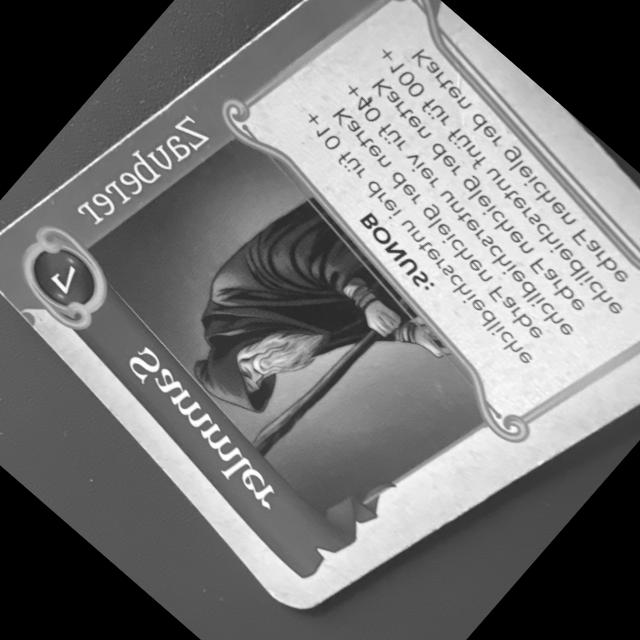 7
Sammler
Zauberer
BONUS:
+10 für drei unterschiedliche
Karten der gleichen Farbe
+40 für vier unterschiedliche
Karten der gleichen Farbe
+100 für fünf unterschiedliche
Karten der gleichen Farbe